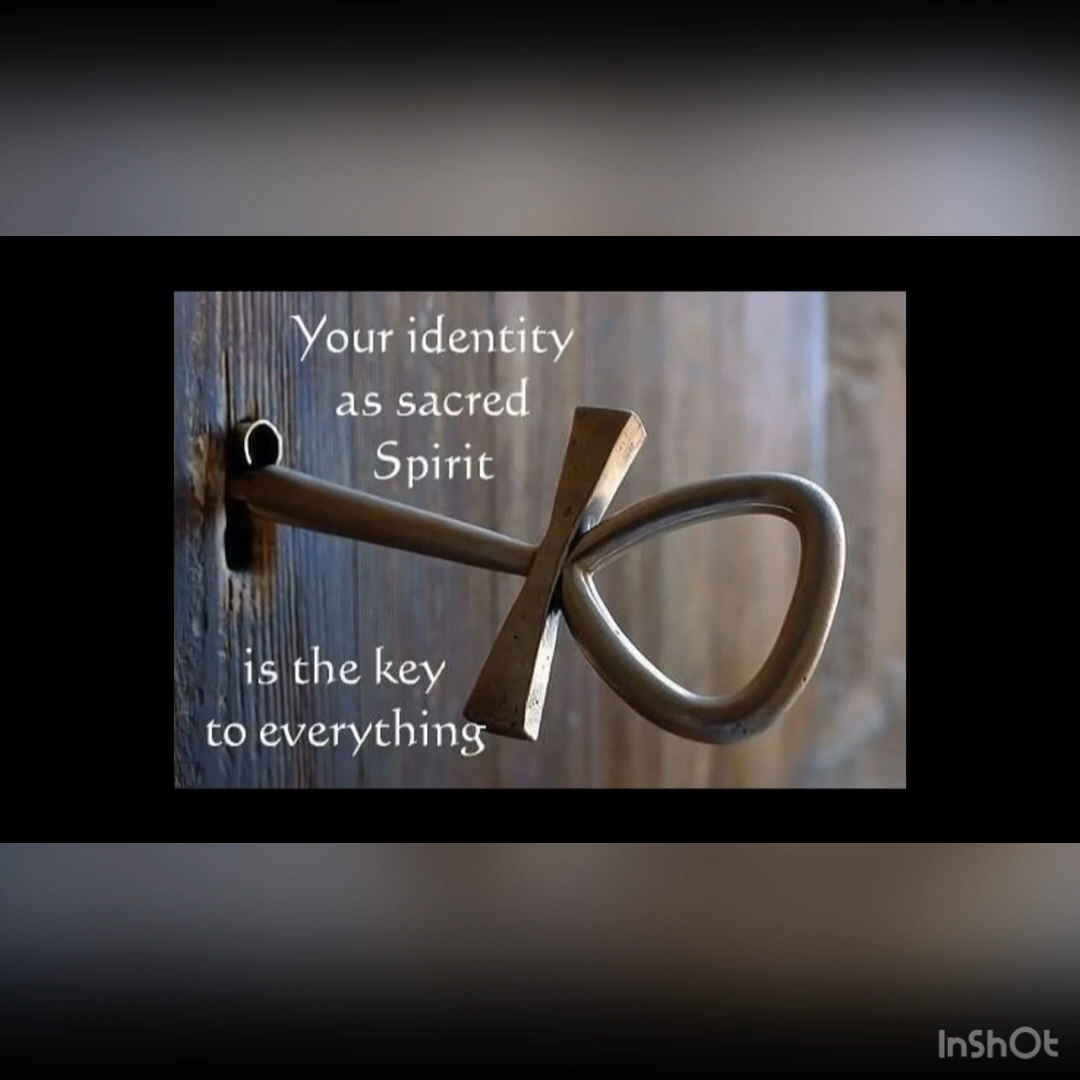 Your identity
as sacred
Spirit
is the key
to everything
InShOt